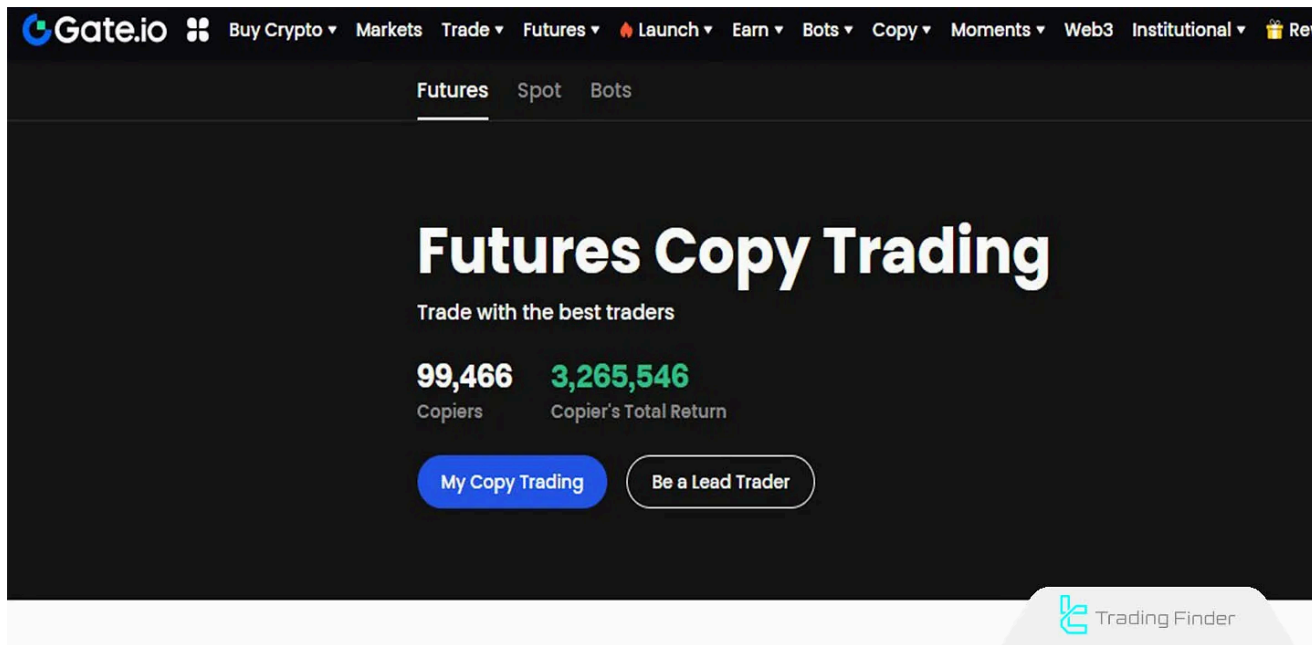 Gate.io Buy Crypto Markets Trade Futures Launch Earn Bots Copy Moments Web3 Institutional
Futures Spot Bots
Futures Copy Trading
Trade with the best traders
99,466 3,265,546
Copiers Copier's Total Return
My Copy Trading Be a Lead Trader
Trading Finder